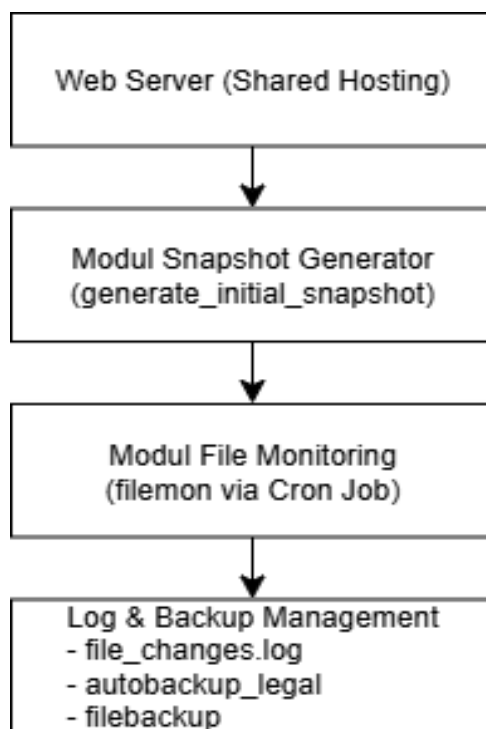 Web Server (Shared Hosting)
Modul Snapshot Generator
(generate_initial_snapshot)
Modul File Monitoring
(filemon via Cron Job)
Log & Backup Management
- file_changes.log
- autobackup_legal
- filebackup